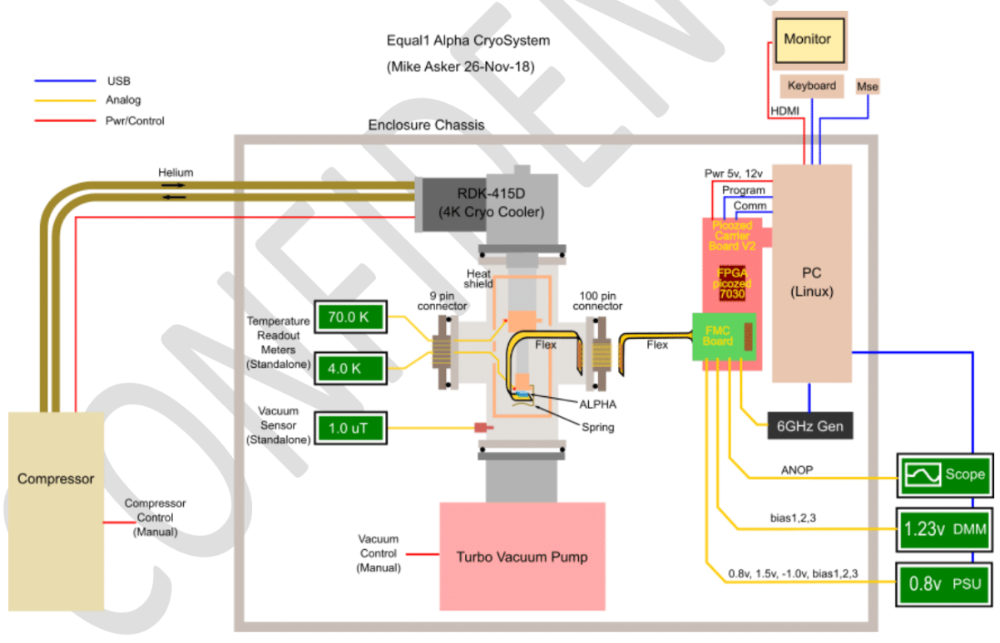 Equal1 Alpha CryoSystem
(Mike Asker 26-Nov-18)
USB
Analog
Pwr/Control
Monitor
Keyboard
Mse
HDMI
Enclosure Chassis
Helium
RDK-415D
(4K Cryo Cooler)
Pwr 5v, 12v
Program
Comm
Picozed
Carrier
Board V2
FPGA
picozed
7030
PC
(Linux)
Heat
shield
9 pin
connector
100 pin
connector
Temperature
Readout
Meters
(Standalone)
70.0 K
4.0 K
Flex
Flex
FMC
Board
ALPHA
Spring
Vacuum
Sensor
(Standalone)
1.0 uT
6GHz Gen
Compressor
Compressor
Control
(Manual)
ANOP
Scope
bias1,2,3
1.23v DMM
Vacuum
Control
(Manual)
Turbo Vacuum Pump
0.8v, 1.5v, -1.0v, bias1,2,3
0.8v PSU